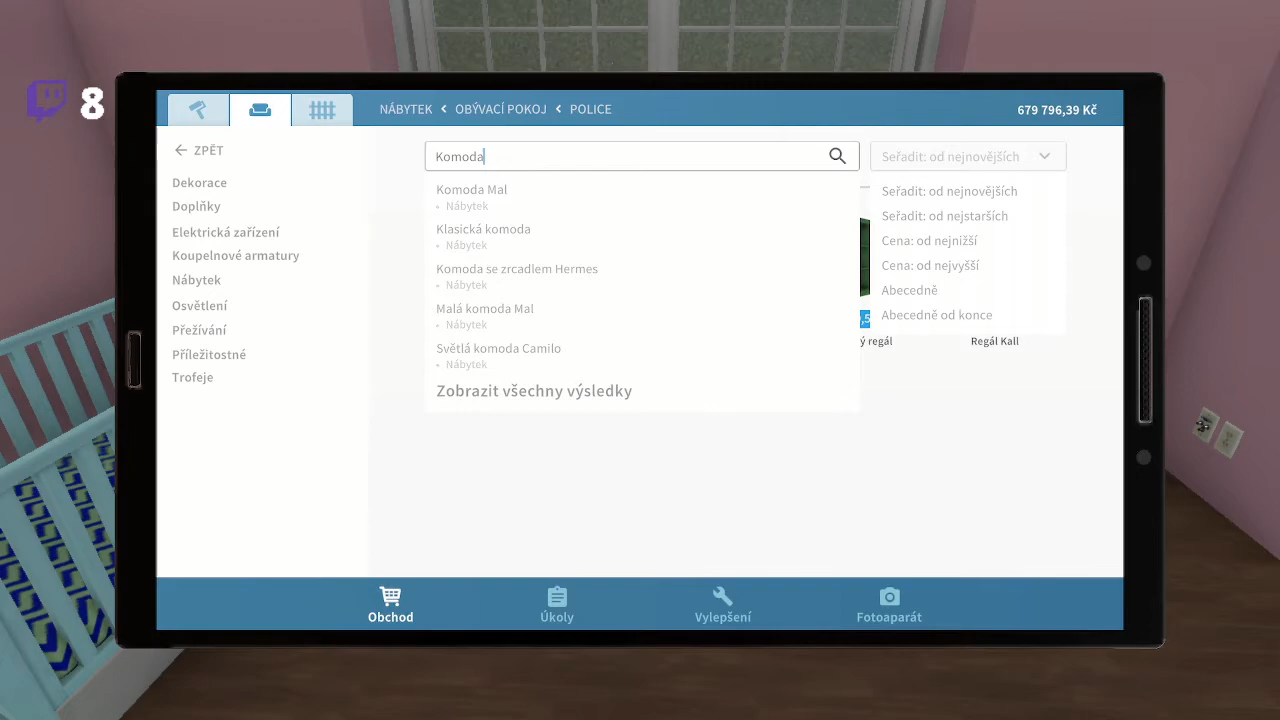 8
NÁBYTEK < OBÝVACÍ POKOJ < POLICE
679 796,39 Kč
ZPĚT
Dekorace
Doplňky
Elektrická zařízení
Koupelnové armatury
Nábytek
Osvětlení
Přežívání
Příležitostné
Trofeje
Komoda
Komoda Mal
• Nábytek
Klasická komoda
• Nábytek
Komoda se zrcadlem Hermes
• Nábytek
Malá komoda Mal
• Nábytek
Světlá komoda Camilo
• Nábytek
Zobrazit všechny výsledky
Seřadit: od nejnovějších
Seřadit: od nejnovějších
Seřadit: od nejstarších
Cena: od nejnižší
Cena: od nejvyšší
Abecedně
Abecedně od konce
ý regál
Regál Kall
Obchod
Úkoly
Vylepšení
Fotoaparát